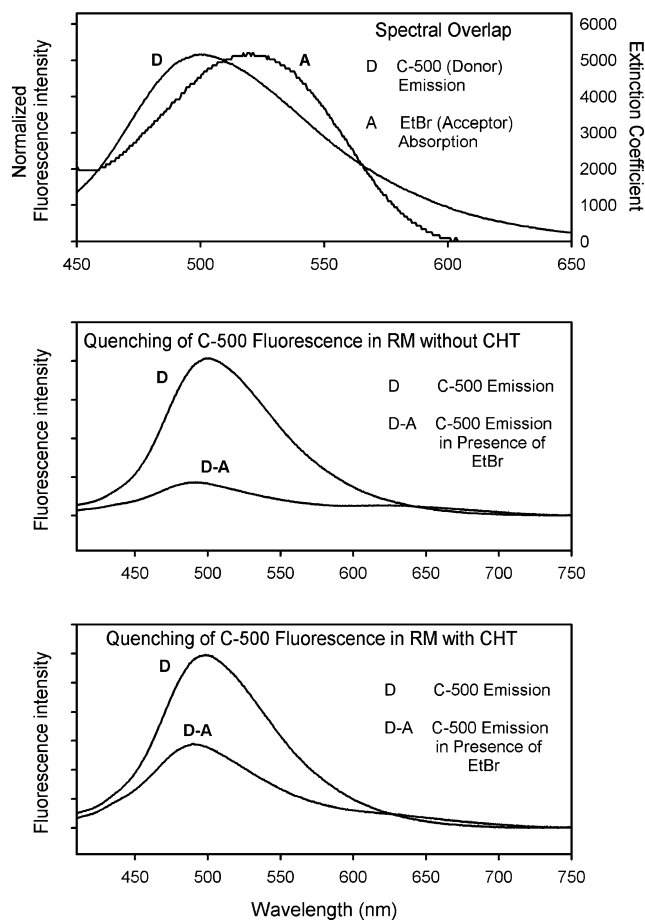 Spectral Overlap
D
A
D C-500 (Donor)
Emission
A EtBr (Acceptor)
Absorption
Normalized
Fluorescence intensity
6000
5000
4000
3000
2000
1000
0
Extinction Coefficient
450 500 550 600 650
Quenching of C-500 Fluorescence in RM without CHT
D
D C-500 Emission
D-A C-500 Emission
in Presence of
EtBr
D-A
Fluorescence intensity
450 500 550 600 650 700 750
Quenching of C-500 Fluorescence in RM with CHT
D
D C-500 Emission
D-A
D-A C-500 Emission
in Presence of
EtBr
Fluorescence intensity
450 500 550 600 650 700 750
Wavelength (nm)